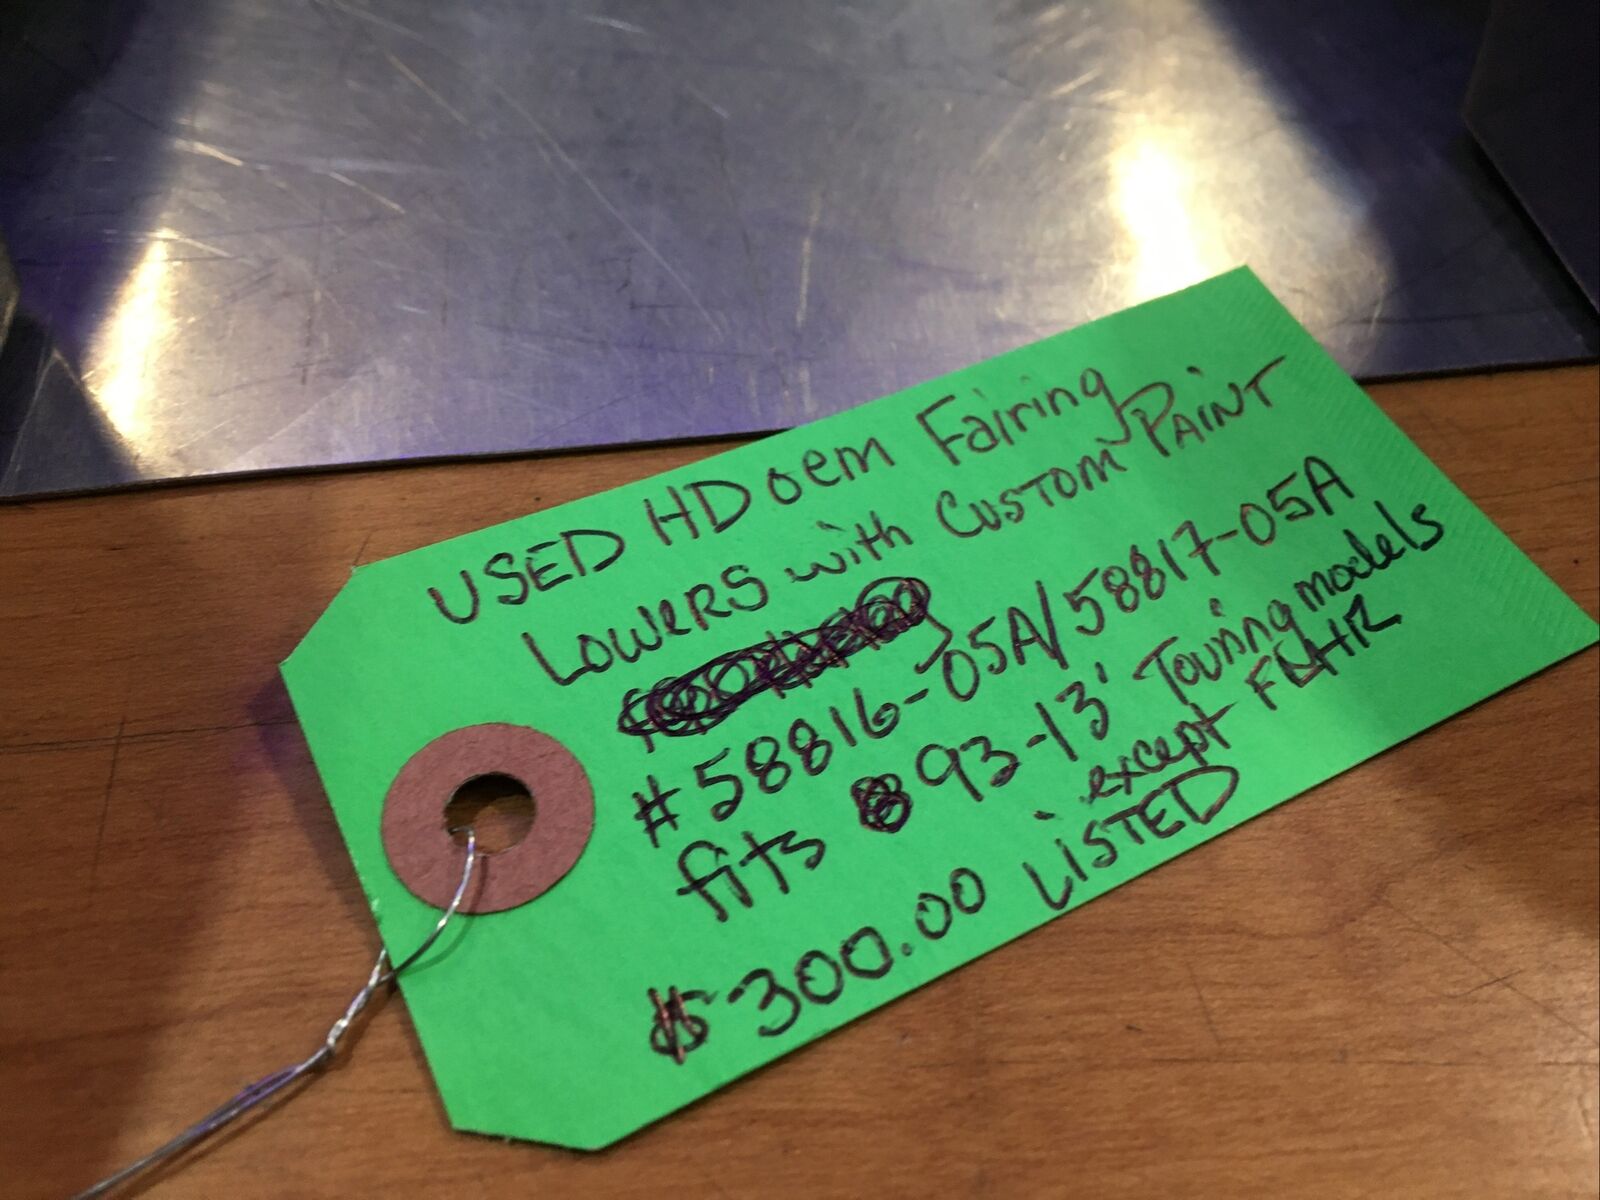 USED HD oem Fairing
LOWERS with CUSTOM PAINT
#58816-05A/58817-05A
fits 93-13' Touring models
except FLHR
$300.00 LISTED